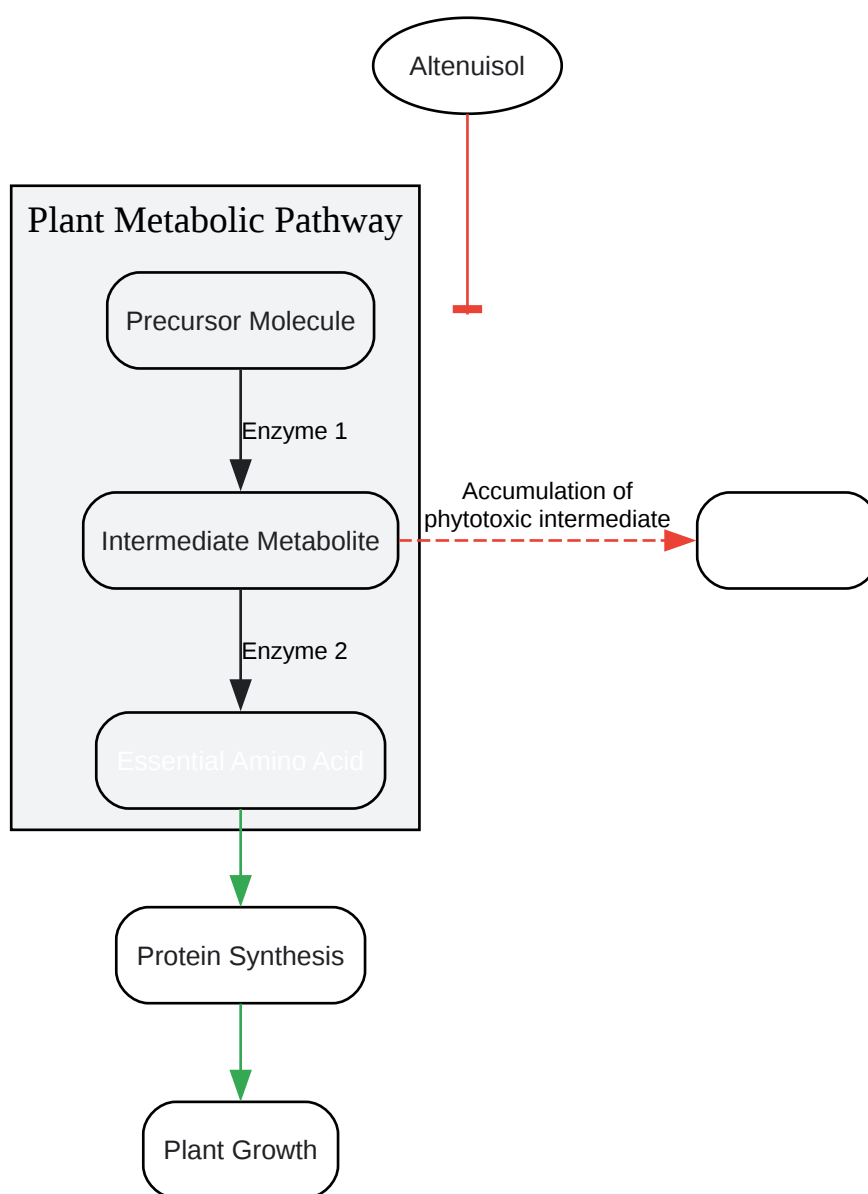 Altenuisol
Plant Metabolic Pathway
Precursor Molecule
Enzyme 1
Accumulation of
phytotoxic intermediate
Intermediate Metabolite
Enzyme 2
Essential Amino Acid
Protein Synthesis
Plant Growth